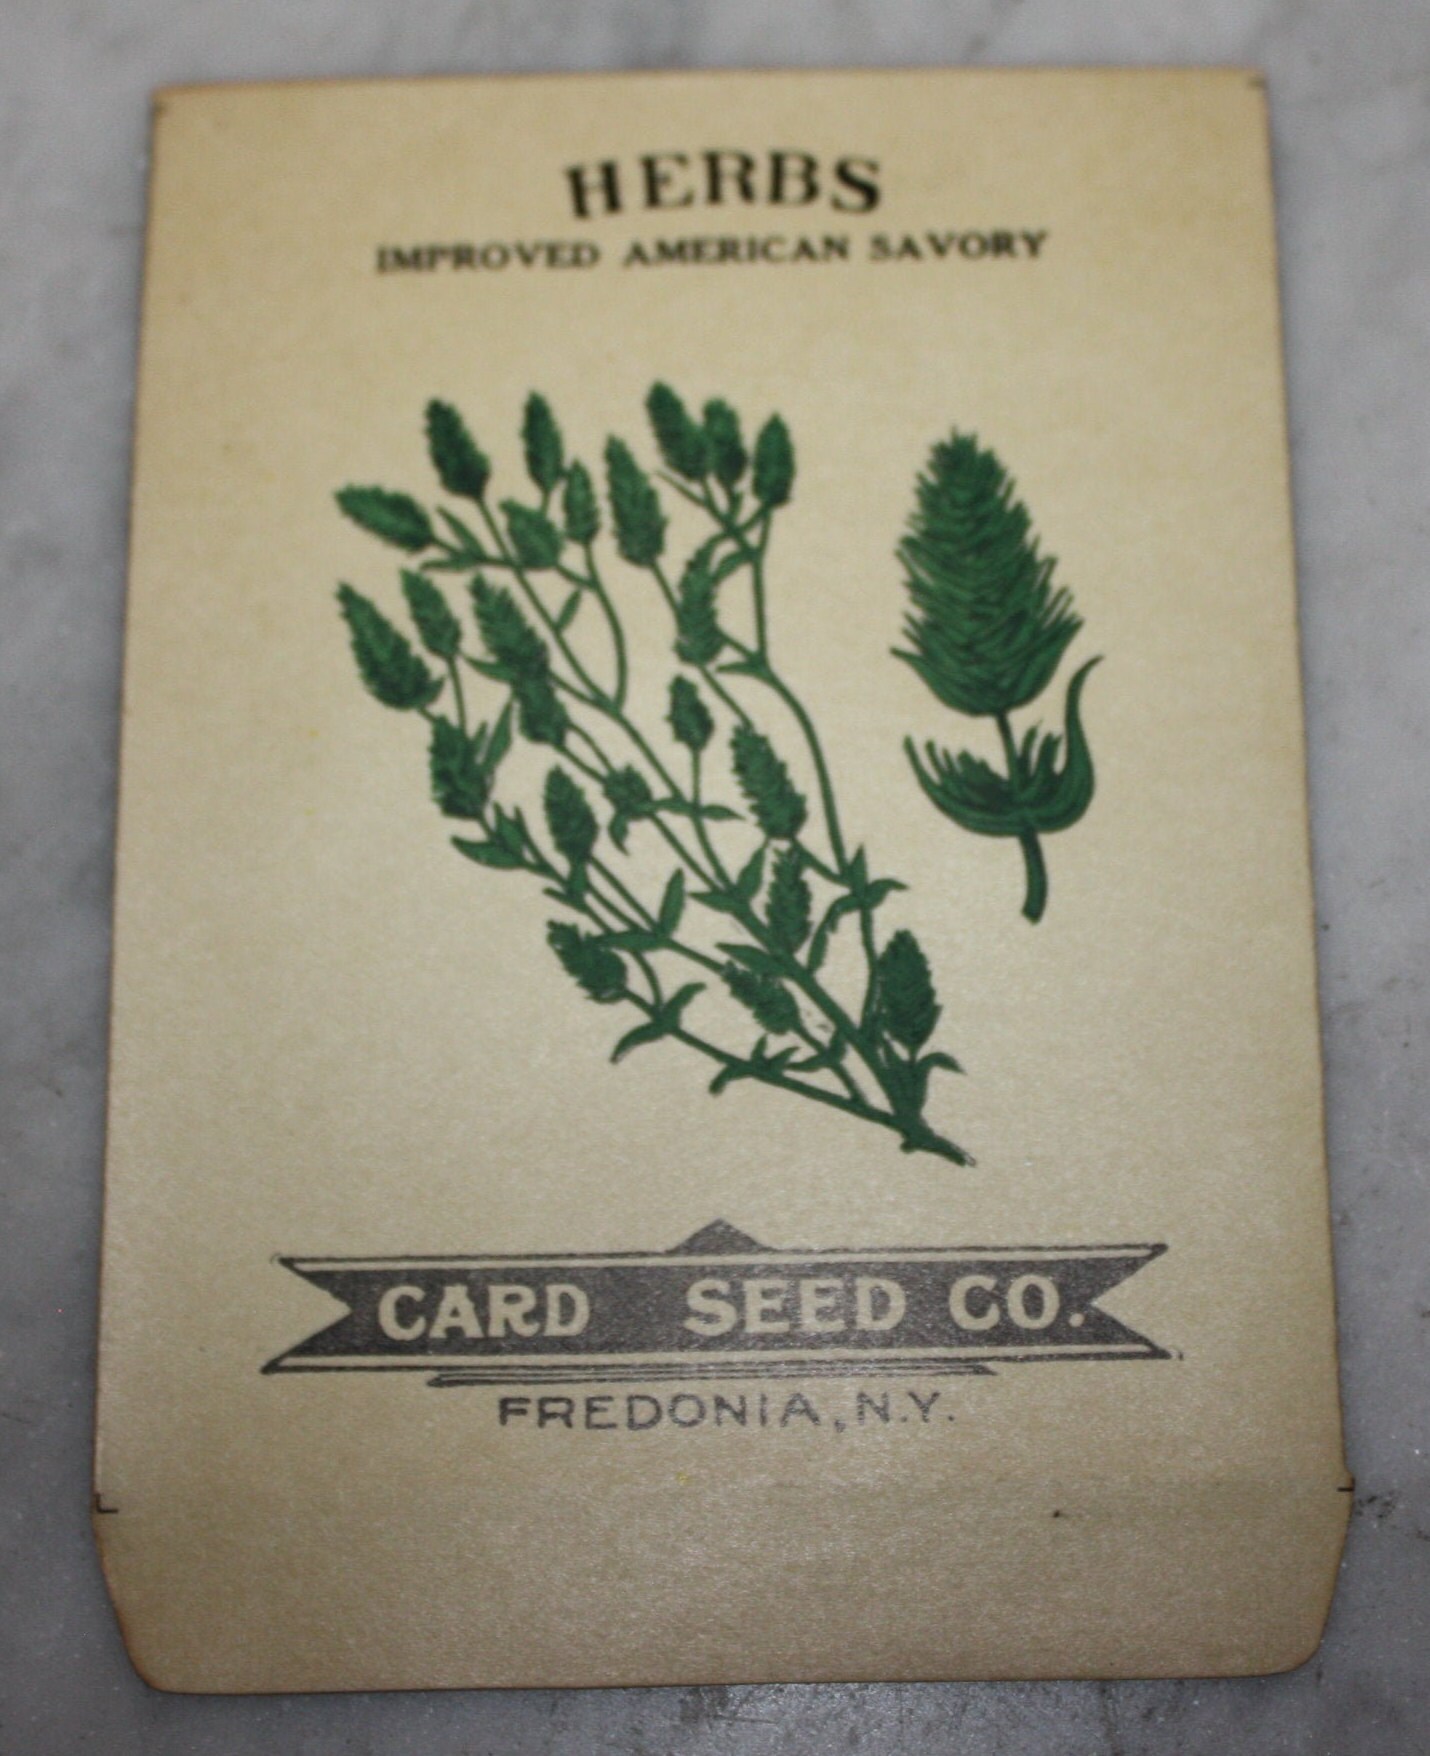 HERBS
IMPROVED AMERICAN SAVORY
CARD SEED CO.
FREDONIA, N.Y.